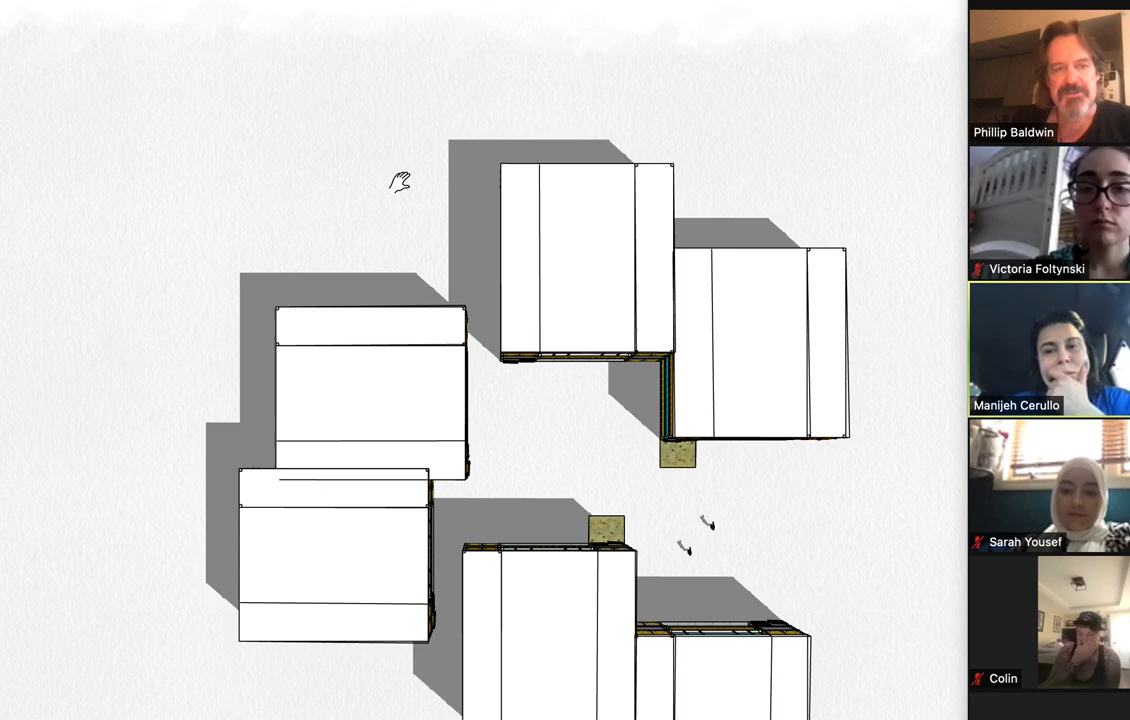 Phillip Baldwin
Victoria Foltynski
Manijeh Cerullo
Sarah Yousef
Colin